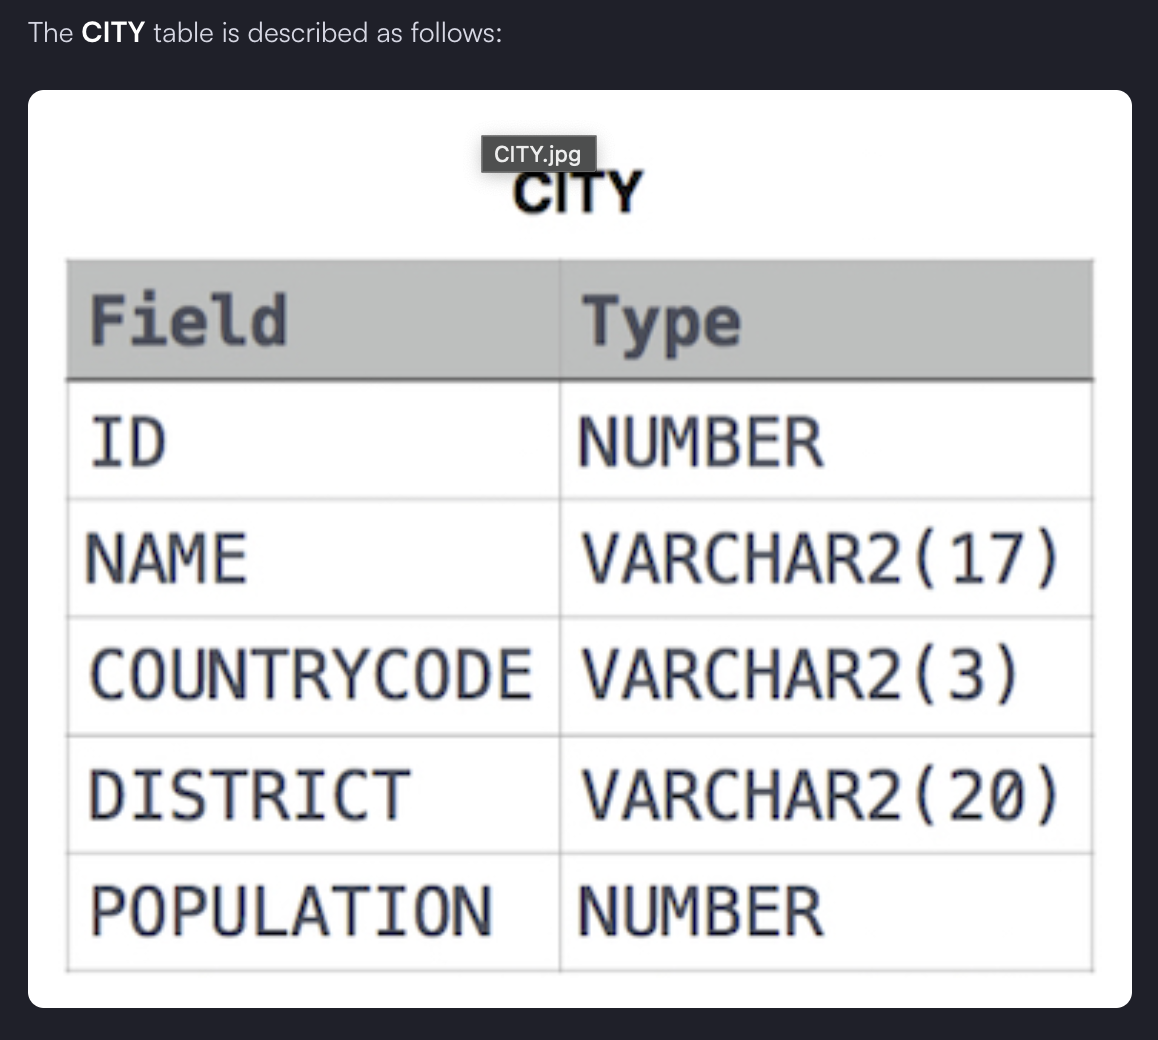 The CITY table is described as follows:
CITY.jpg
CITY
Field Type
ID NUMBER
NAME VARCHAR2(17)
COUNTRYCODE VARCHAR2(3)
DISTRICT VARCHAR2(20)
POPULATION NUMBER